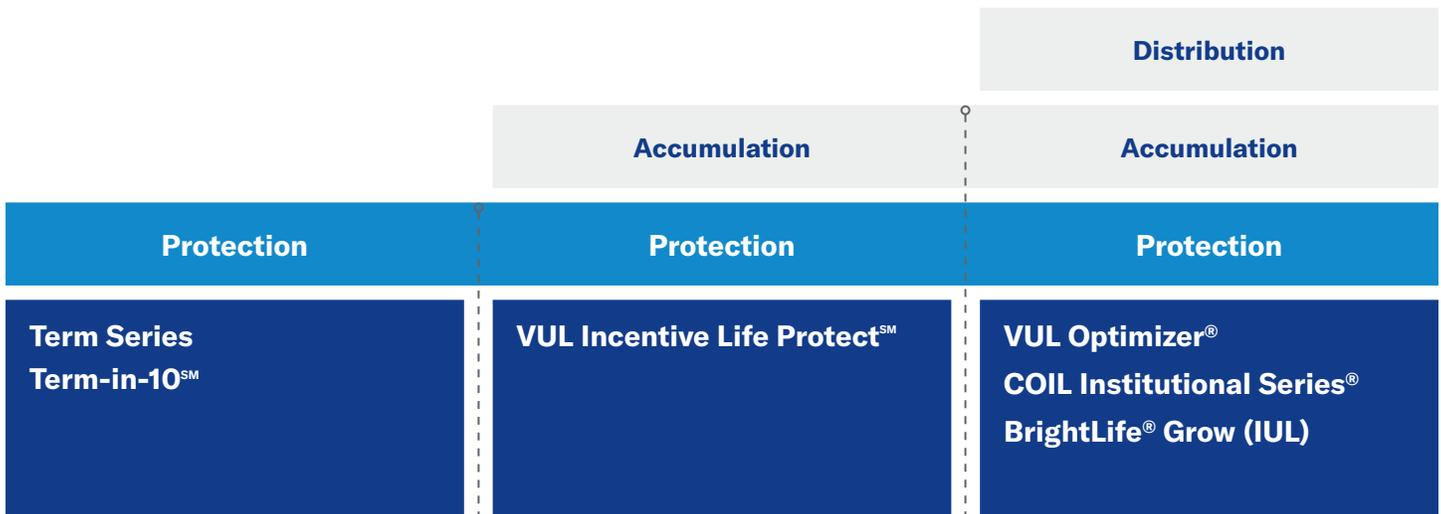 Distribution
Accumulation
Accumulation
Protection
Protection
Protection
Term Series
Term-in-10℠
VUL Incentive Life Protect℠
VUL Optimizer®
COIL Institutional Series®
BrightLife® Grow (IUL)